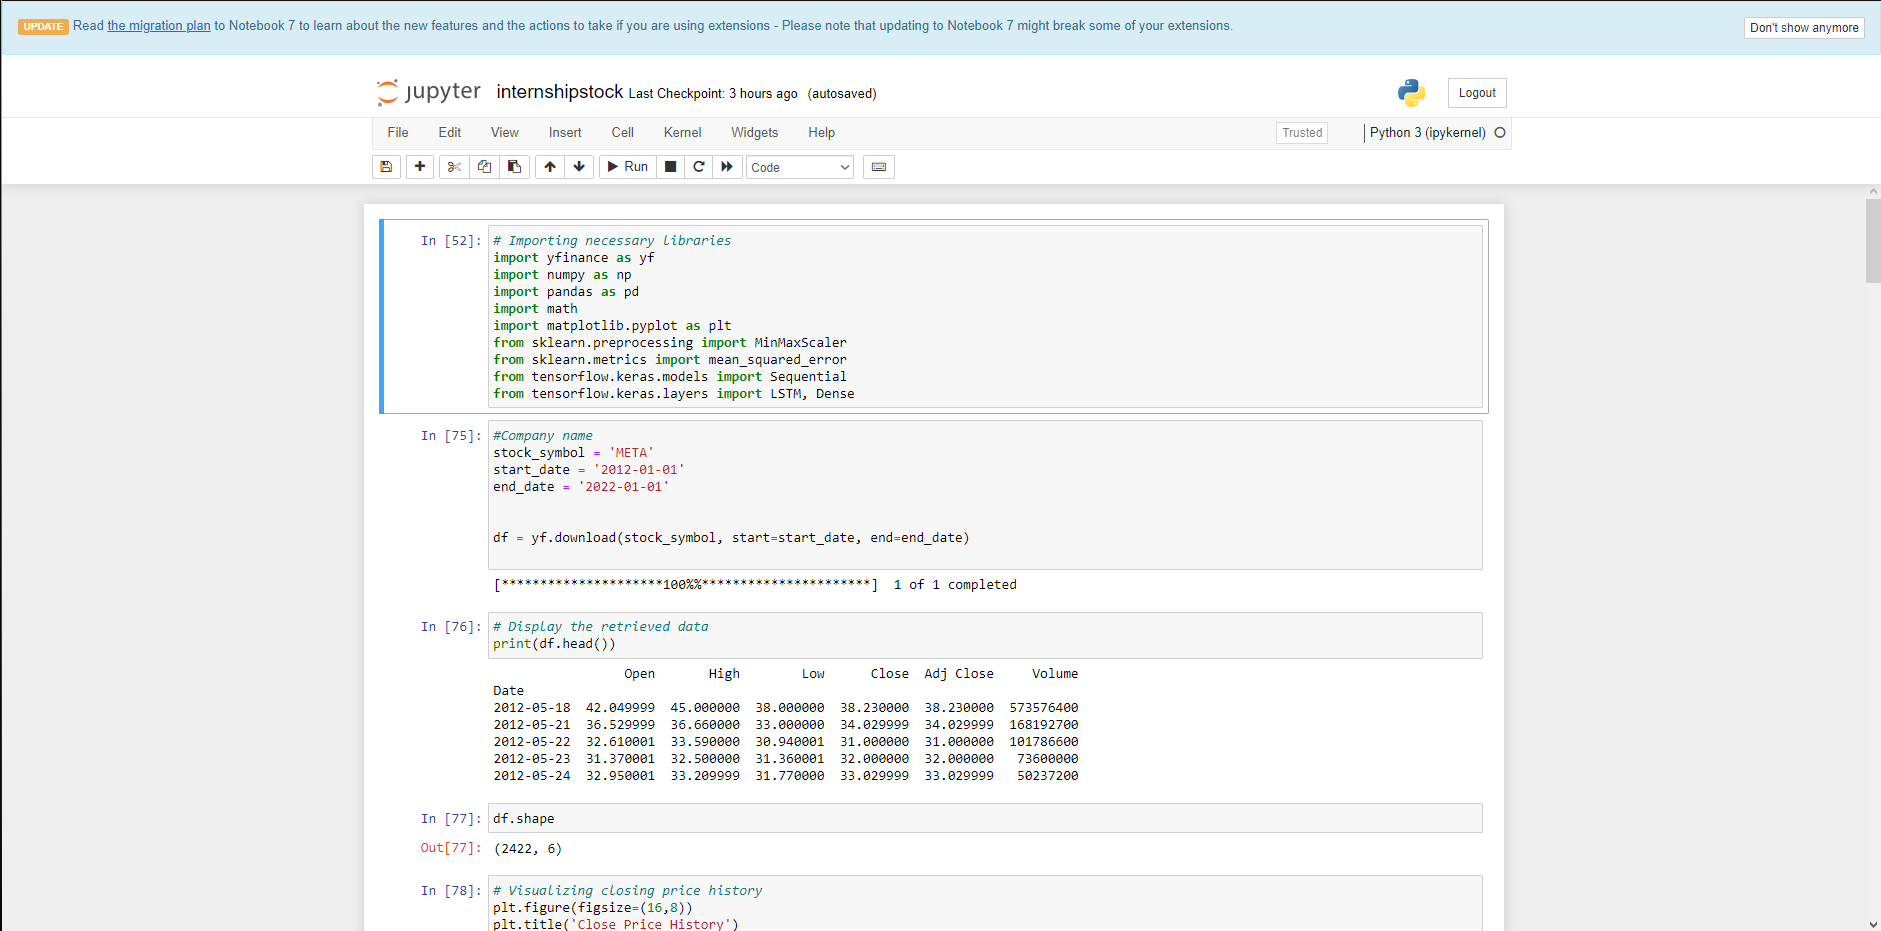 UPDATE Read the migration plan to Notebook 7 to learn about the new features and the actions to take if you are using extensions - Please note that updating to Notebook 7 might break some of your extensions.
Don't show anymore
jupyter internshipstock Last Checkpoint: 3 hours ago (autosaved)
Logout
File Edit View Insert Cell Kernel Widgets Help
Trusted Python 3 (ipykernel)
Run Code
In [52]: # Importing necessary libraries
import yfinance as yf
import numpy as np
import pandas as pd
import math
import matplotlib.pyplot as plt
from sklearn.preprocessing import MinMaxScaler
from sklearn.metrics import mean_squared_error
from tensorflow.keras.models import Sequential
from tensorflow.keras.layers import LSTM, Dense
In [75]: #Company name
stock_symbol = 'META'
start_date = '2012-01-01'
end_date = '2022-01-01'
df = yf.download(stock_symbol, start=start_date, end=end_date)
[*********************100%%**********************]  1 of 1 completed
In [76]: # Display the retrieved data
print(df.head())
Open High Low Close Adj Close Volume
Date
2012-05-18 42.049999 45.000000 38.000000 38.230000 38.230000 573576400
2012-05-21 36.529999 36.660000 33.000000 34.029999 34.029999 168192700
2012-05-22 32.610001 33.590000 30.940001 31.000000 31.000000 101786600
2012-05-23 31.370001 32.500000 31.360001 32.000000 32.000000 73600000
2012-05-24 32.950001 33.209999 31.770000 33.029999 33.029999 50237200
In [77]: df.shape
Out[77]: (2422, 6)
In [78]: # Visualizing closing price history
plt.figure(figsize=(16,8))
plt.title('Close Price History')